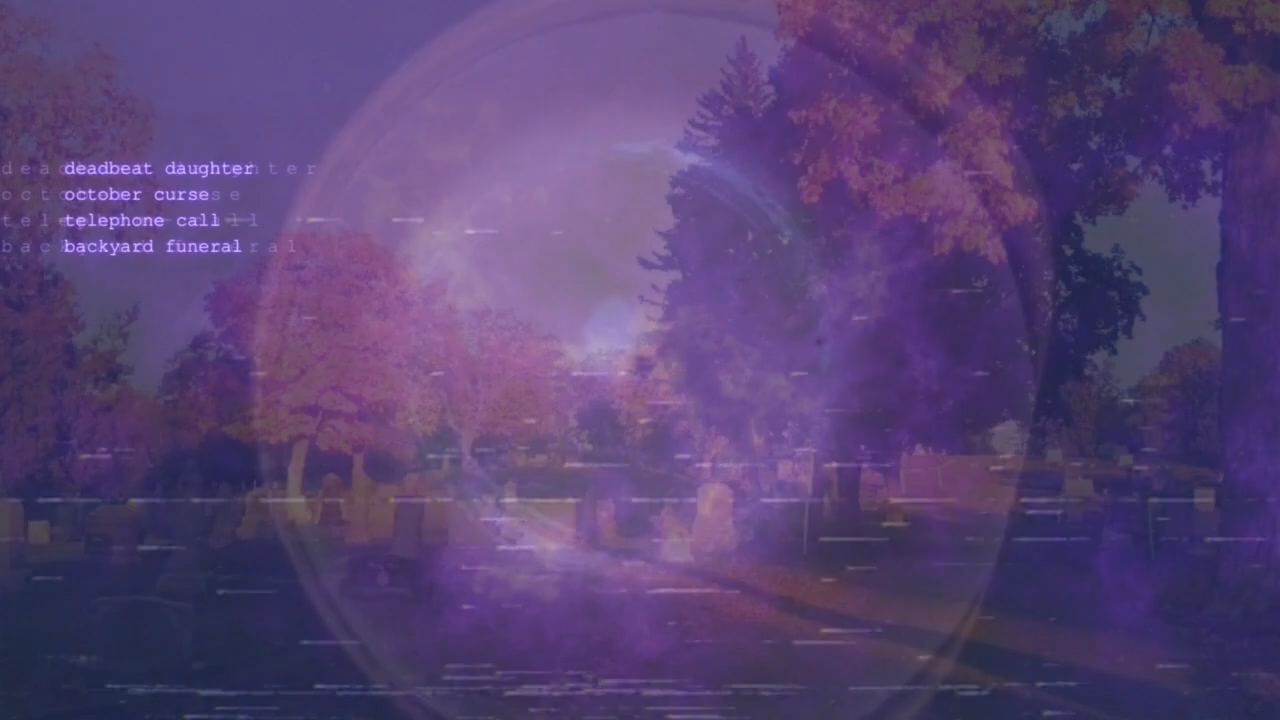 deadbeat daughter
october curse
telephone call
backyard funeral